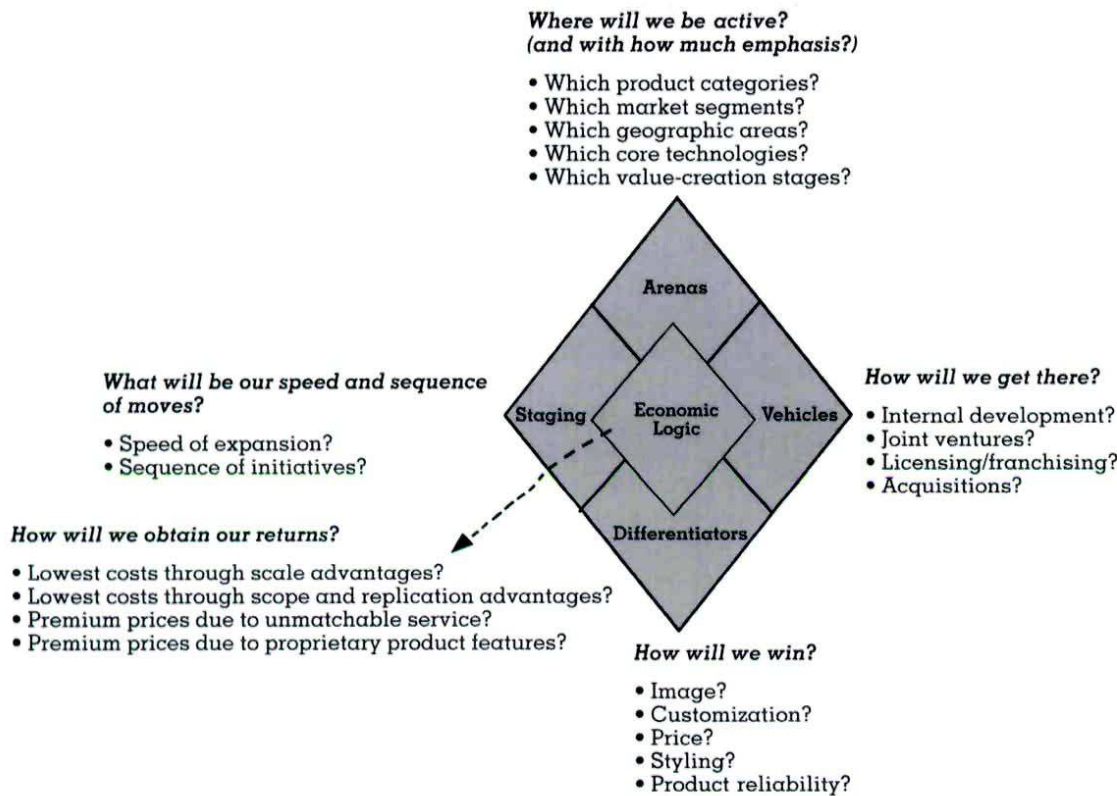 Where will we be active?
(and with how much emphasis?)
• Which product categories?
• Which market segments?
• Which geographic areas?
• Which core technologies?
• Which value-creation stages?
Arenas
What will be our speed and sequence
of moves?
• Speed of expansion?
• Sequence of initiatives?
Staging
Economic
Logic
Vehicles
How will we get there?
• Internal development?
• Joint ventures?
• Licensing/franchising?
• Acquisitions?
Differentiators
How will we obtain our returns?
• Lowest costs through scale advantages?
• Lowest costs through scope and replication advantages?
• Premium prices due to unmatchable service?
• Premium prices due to proprietary product features?
How will we win?
• Image?
• Customization?
• Price?
• Styling?
• Product reliability?